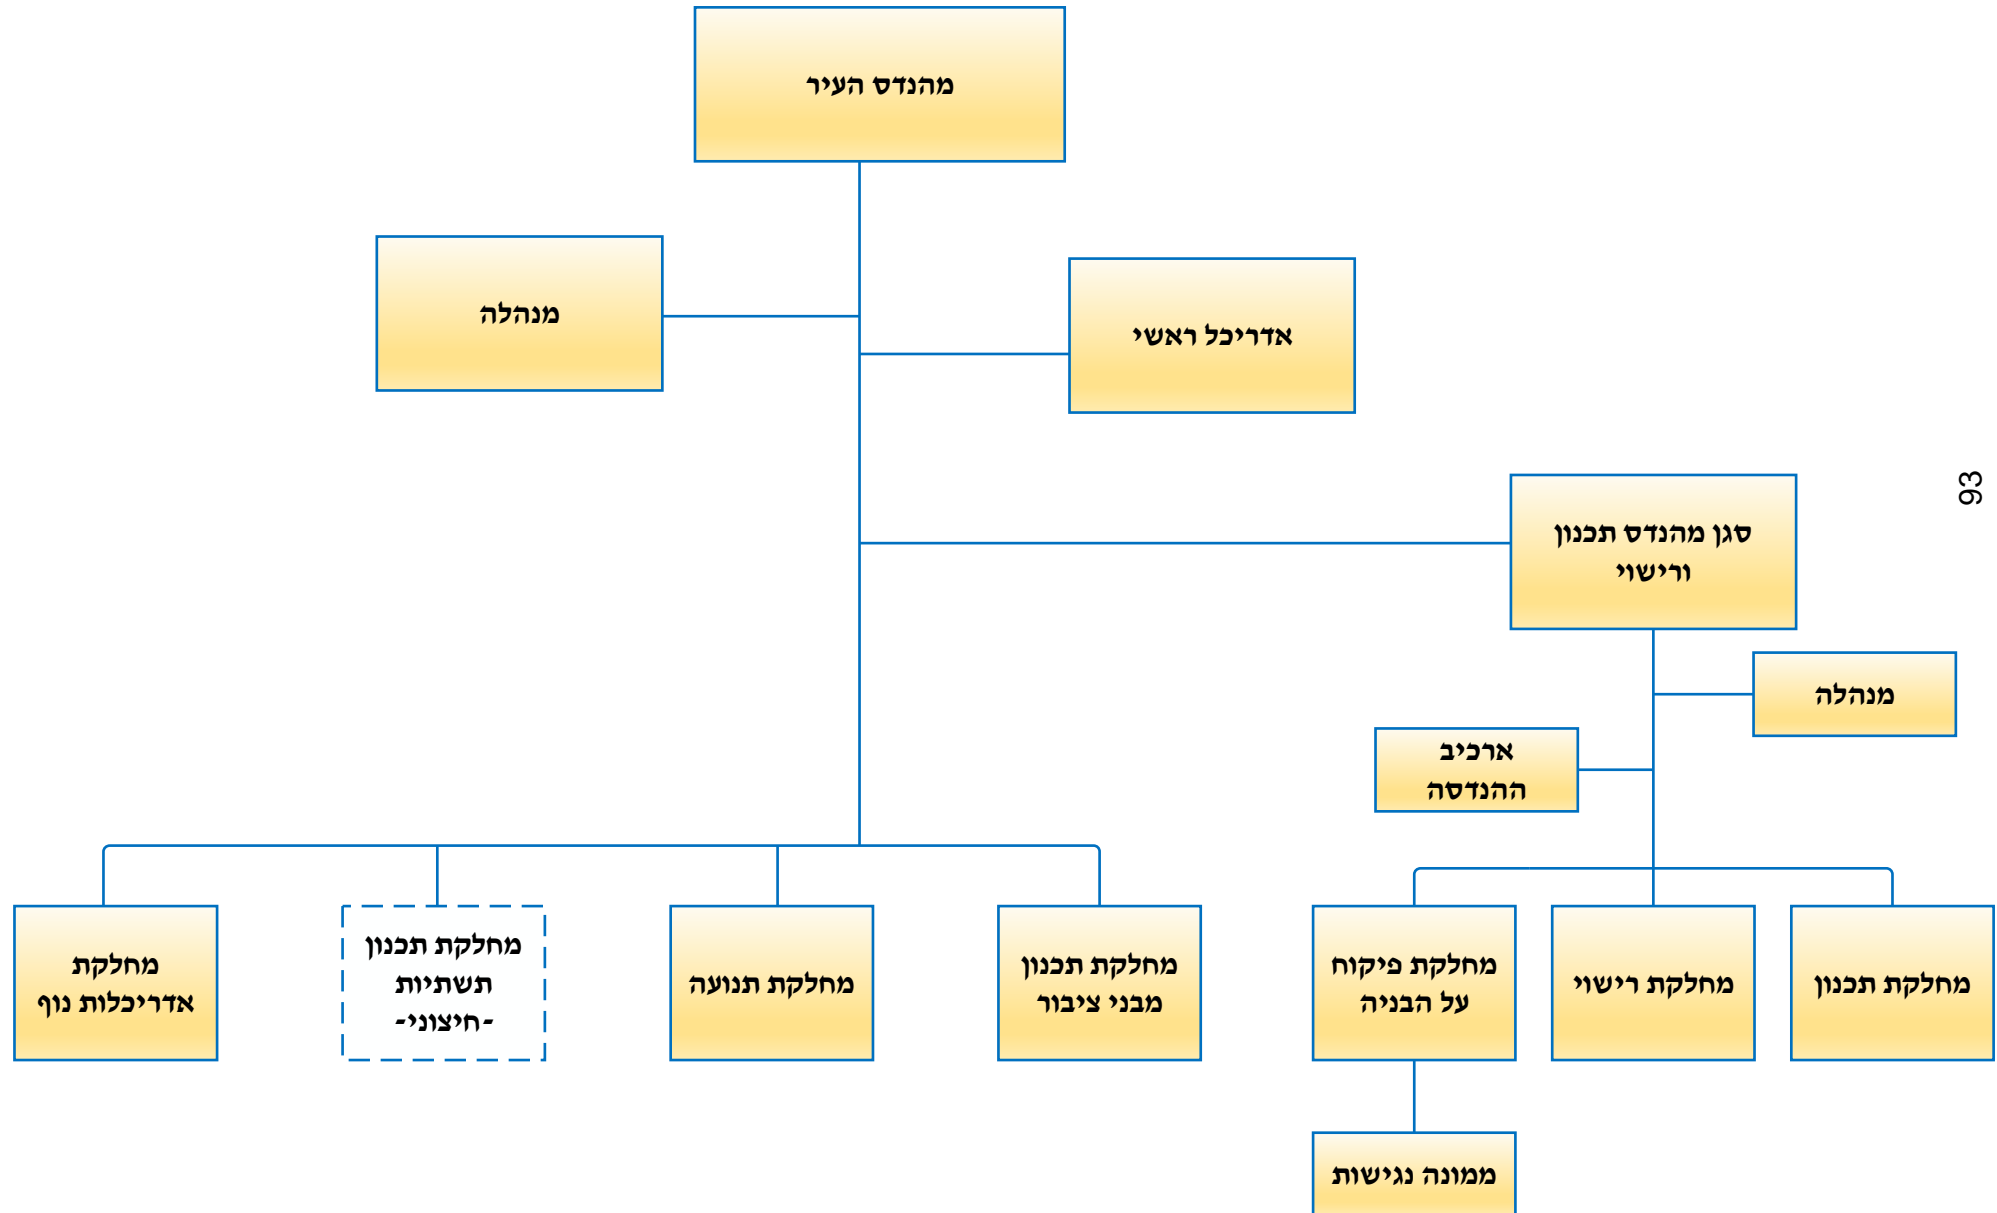 מהנדס העיר
מנהלה
אדריכל ראשי
סגן מהנדס תכנון
ורישוי
93
מנהלה
ארכיב
ההנדסה
מחלקת תכנון
מחלקת רישוי
מחלקת פיקוח
על הבניה
מחלקת תכנון
מבני ציבור
מחלקת תנועה
מחלקת תכנון
תשתיות
-חיצוני-
מחלקת
אדריכלות נוף
ממונה נגישות